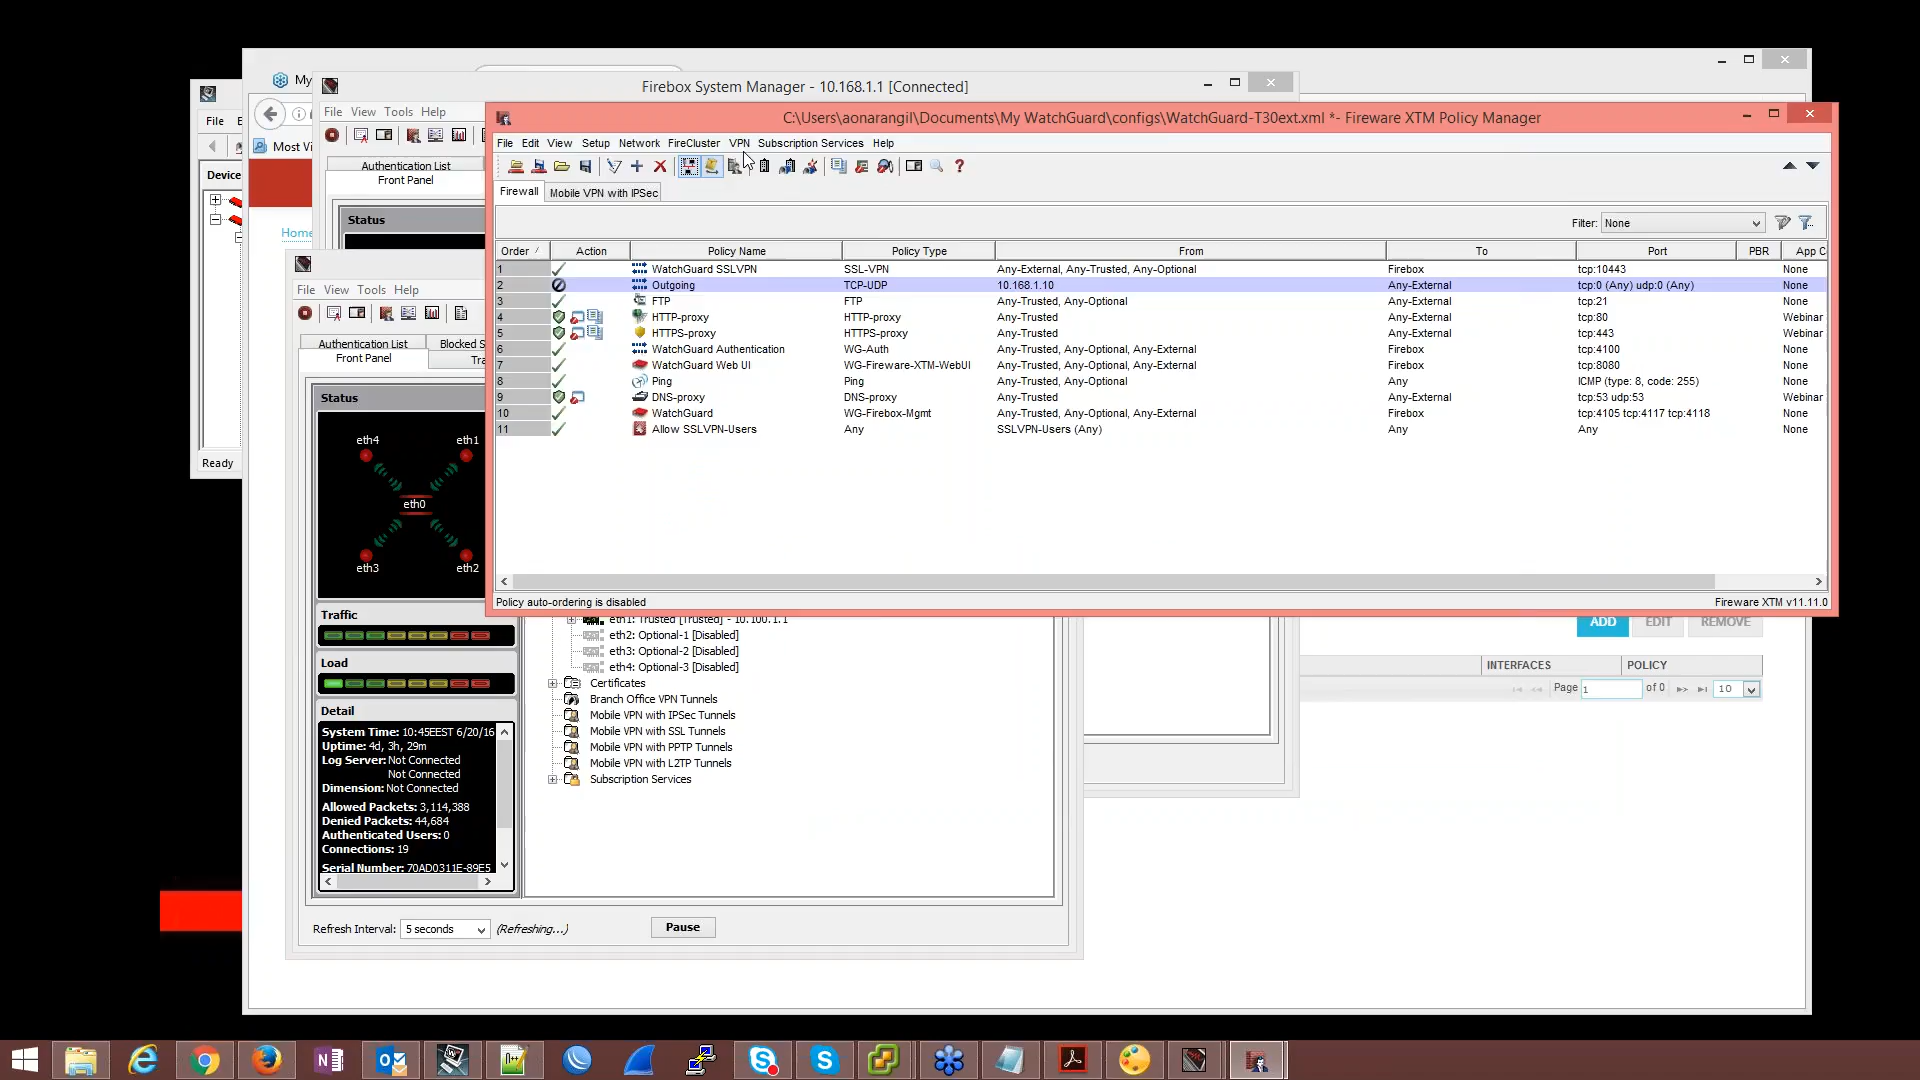 My
Firebox System Manager - 10.168.1.1 [Connected]
File View Tools Help
C:\Users\aonarangil\Documents\My WatchGuard\configs\WatchGuard-T30ext.xml *- Fireware XTM Policy Manager
File Edit View Setup Network FireCluster VPN Subscription Services Help
File
Most Vi
Authentication List
Front Panel
Device
Status
Home
Firewall Mobile VPN with IPSec
Filter: None
Order Action Policy Name Policy Type From To Port PBR App C
1 WatchGuard SSLVPN SSL-VPN Any-External, Any-Trusted, Any-Optional Firebox tcp:10443 None
2 Outgoing TCP-UDP 10.168.1.10 Any-External tcp:0 (Any) udp:0 (Any) None
3 FTP FTP Any-Trusted, Any-Optional Any-External tcp:21 None
4 HTTP-proxy HTTP-proxy Any-Trusted Any-External tcp:80 Webinar
5 HTTPS-proxy HTTPS-proxy Any-Trusted Any-External tcp:443 Webinar
6 WatchGuard Authentication WG-Auth Any-Trusted, Any-Optional, Any-External Firebox tcp:4100 None
7 WatchGuard Web UI WG-Fireware-XTM-WebUI Any-Trusted, Any-Optional, Any-External Firebox tcp:8080 None
8 Ping Ping Any-Trusted, Any-Optional Any ICMP (type: 8, code: 255) None
9 DNS-proxy DNS-proxy Any-Trusted Any-External tcp:53 udp:53 Webinar
10 WatchGuard WG-Firebox-Mgmt Any-Trusted, Any-Optional, Any-External Firebox tcp:4105 tcp:4117 tcp:4118 None
11 Allow SSLVPN-Users Any SSLVPN-Users (Any) Any Any None
Policy auto-ordering is disabled
Fireware XTM v11.11.0
Ready
File View Tools Help
Authentication List Blocked S
Front Panel Tra
Status
eth4 eth1
eth0
eth3 eth2
Traffic
Load
Detail
System Time: 10:45EEST 6/20/16
Uptime: 4d, 3h, 29m
Log Server: Not Connected
Not Connected
Dimension: Not Connected
Allowed Packets: 3,114,388
Denied Packets: 44,684
Authenticated Users: 0
Connections: 19
Serial Number: 70AD0311E-89E5
eth1: Trusted [Trusted] - 10.100.1.1
eth2: Optional-1 [Disabled]
eth3: Optional-2 [Disabled]
eth4: Optional-3 [Disabled]
Certificates
Branch Office VPN Tunnels
Mobile VPN with IPSec Tunnels
Mobile VPN with SSL Tunnels
Mobile VPN with PPTP Tunnels
Mobile VPN with L2TP Tunnels
Subscription Services
Refresh Interval: 5 seconds (Refreshing...) Pause
ADD EDIT REMOVE
INTERFACES POLICY
Page 1 of 0 10